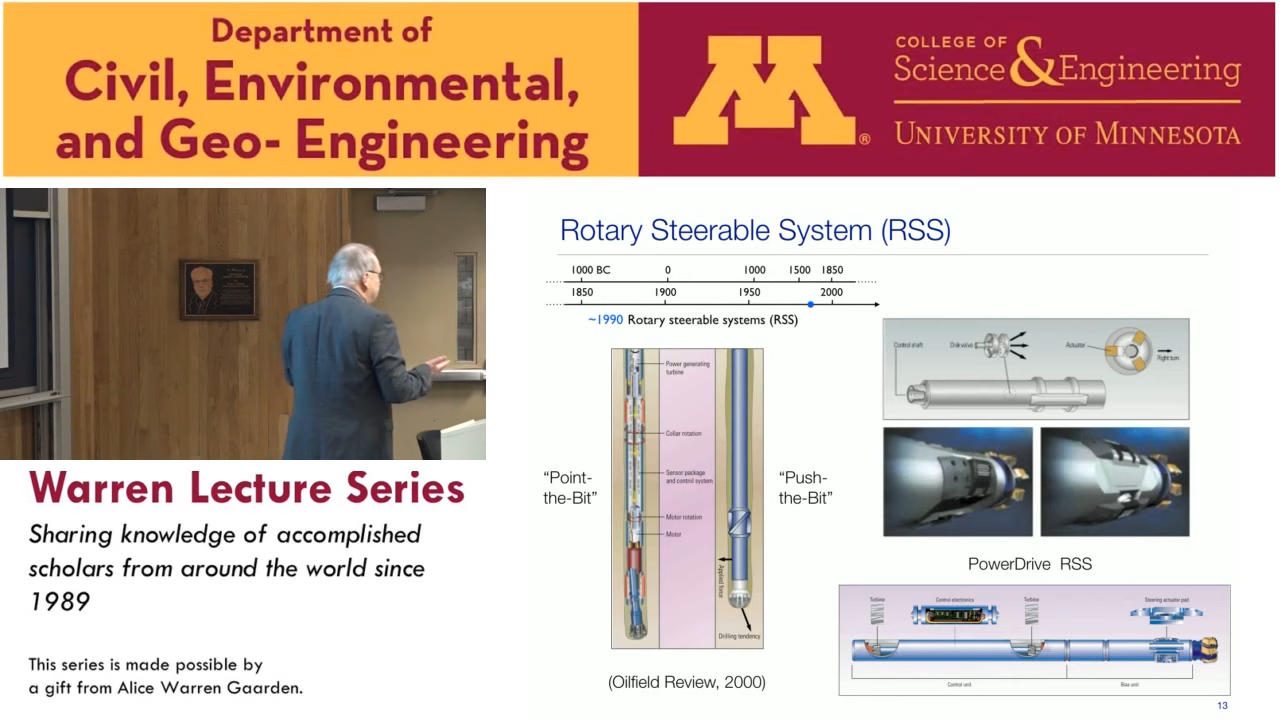 Department of
Civil, Environmental,
and Geo- Engineering
M®
COLLEGE OF
Science & Engineering
UNIVERSITY OF MINNESOTA
Warren Lecture Series
Sharing knowledge of accomplished
scholars from around the world since
1989
This series is made possible by
a gift from Alice Warren Gaarden.
Rotary Steerable System (RSS)
1000 BC 0 1000 1500 1850
1850 1900 1950 2000
~1990 Rotary steerable systems (RSS)
"Point-
the-Bit"
Power generating
turbine
Collar rotation
Sensor package
and control system
Motor rotation
Motor
Applied force
Drilling tendency
"Push-
the-Bit"
(Oilfield Review, 2000)
Control shaft
Disk valve
Actuator
Right turn
PowerDrive RSS
Turbine
Control electronics
Turbine
Steering actuator pad
Control unit
Bias unit
13